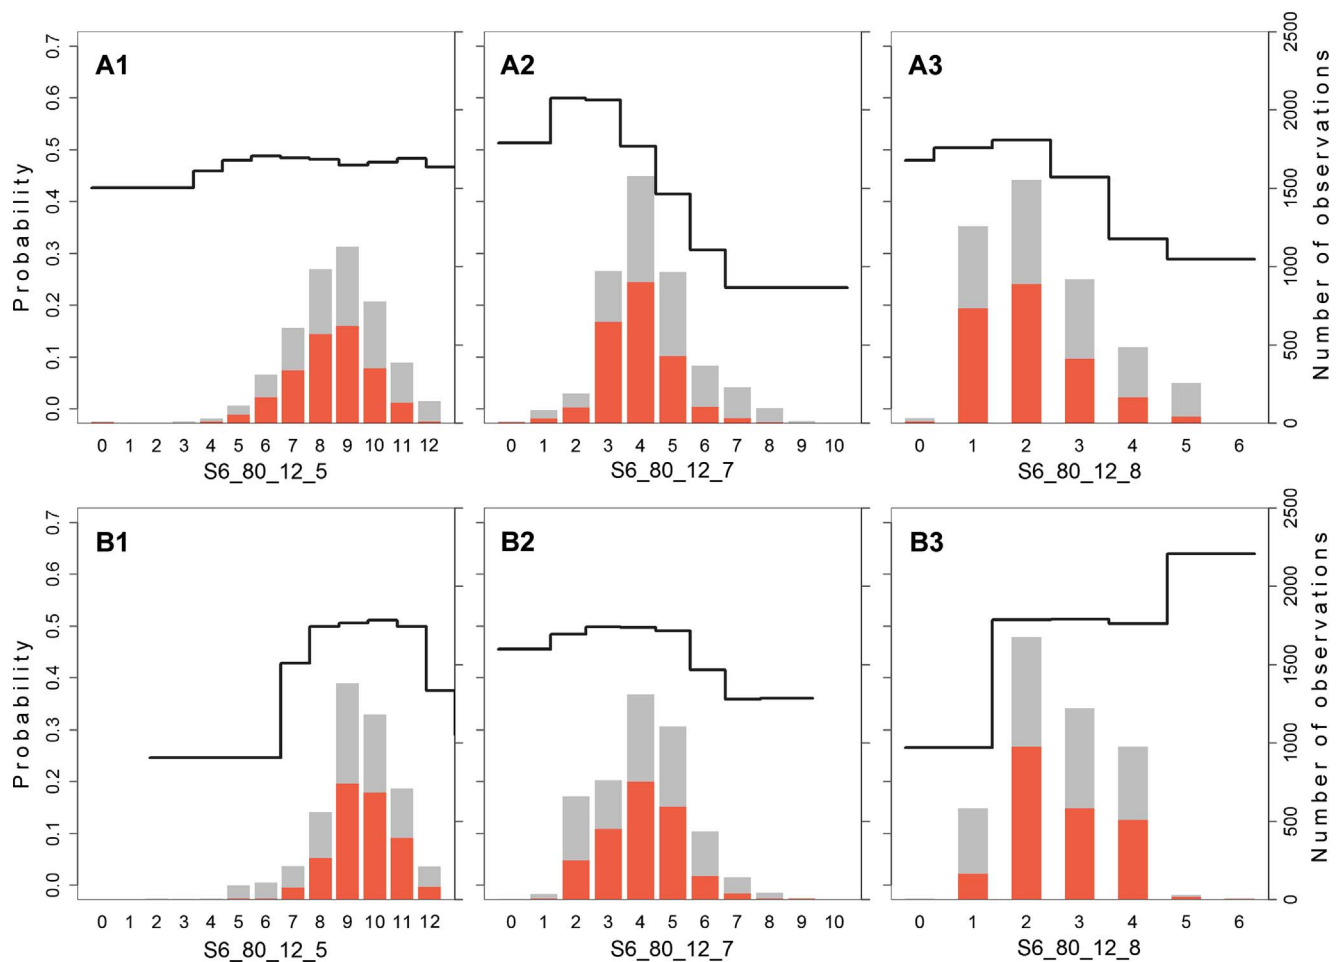 A1
A2
A3
Probability
0.0 0.1 0.2 0.3 0.4 0.5 0.6 0.7
Number of observations
0 500 1000 1500 2000 2500
0 1 2 3 4 5 6 7 8 9 10 11 12
S6_80_12_5
0 1 2 3 4 5 6 7 8 9 10
S6_80_12_7
0 1 2 3 4 5 6
S6_80_12_8
B1
B2
B3
Probability
0.0 0.1 0.2 0.3 0.4 0.5 0.6 0.7
Number of observations
0 500 1000 1500 2000 2500
0 1 2 3 4 5 6 7 8 9 10 11 12
S6_80_12_5
0 1 2 3 4 5 6 7 8 9 10
S6_80_12_7
0 1 2 3 4 5 6
S6_80_12_8